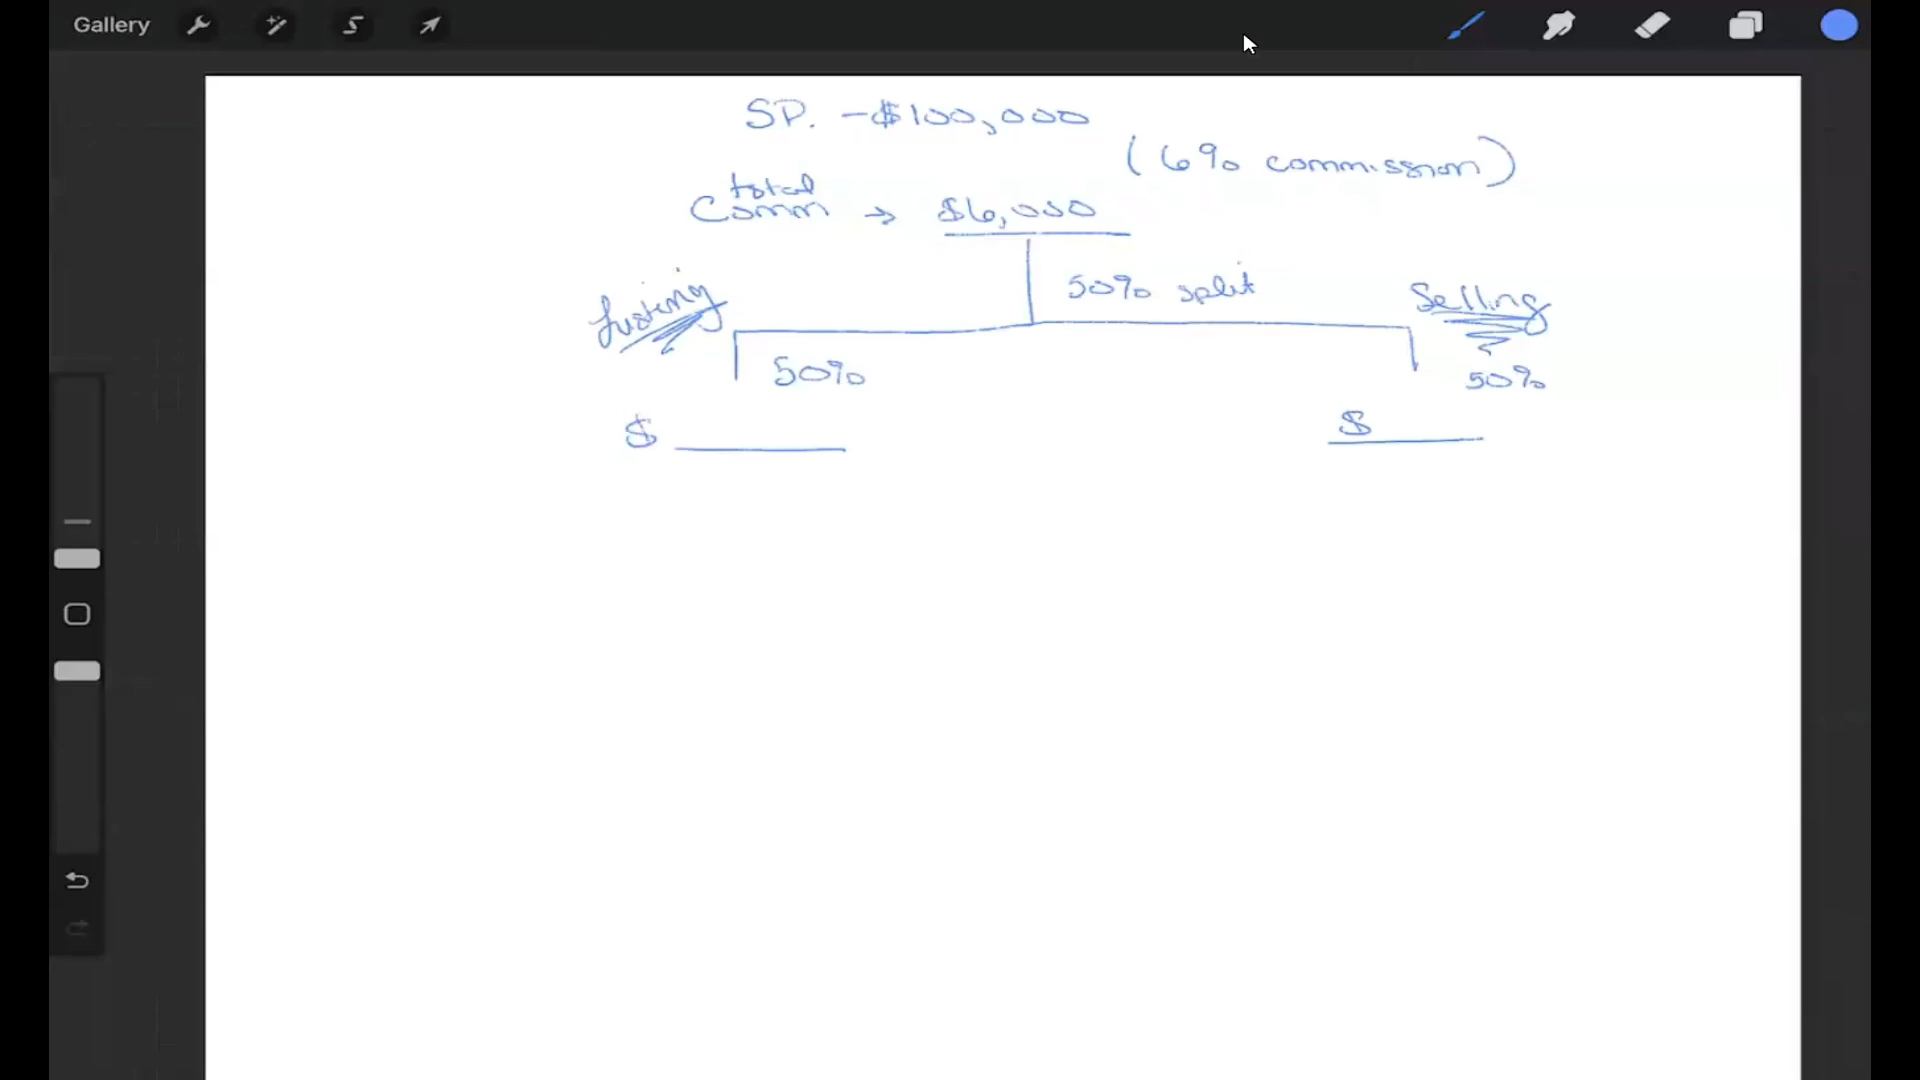 Gallery
SP. - $100,000
(6% commission)
total
Comm → $6,000
50% split
Listing
Selling
50%
50%
$
$